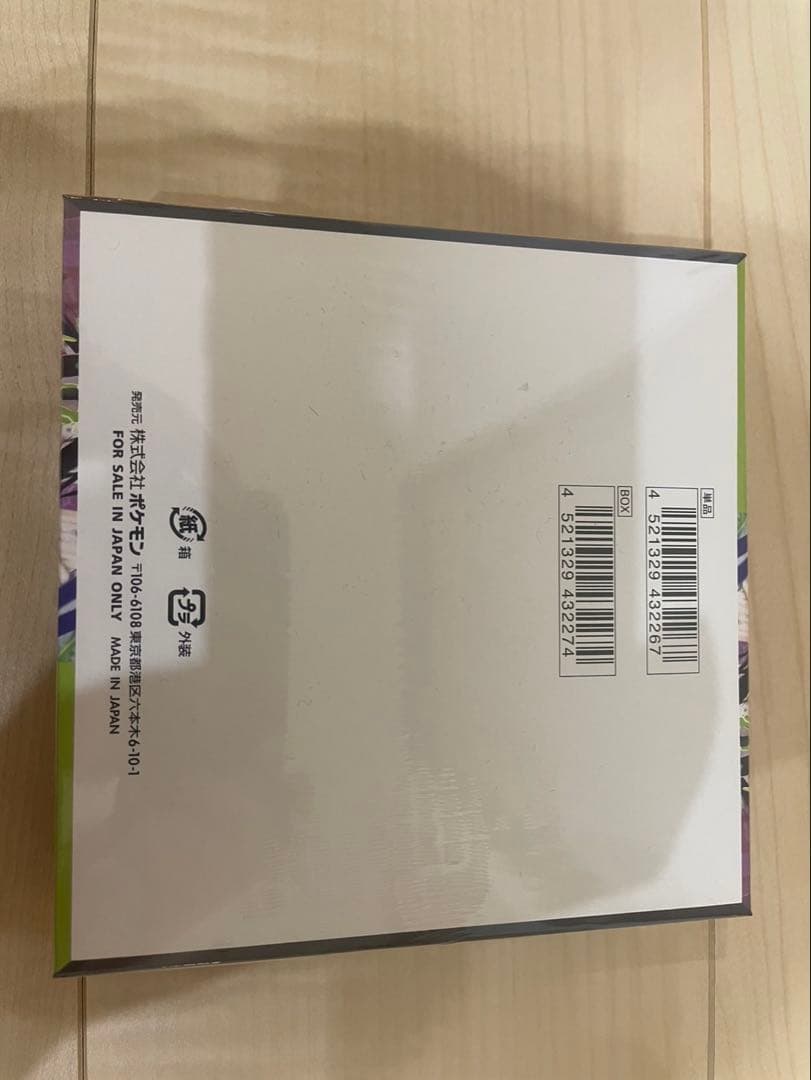 単品
4 521329 432267
BOX
4 521329 432274
紙 箱
プラ 外装
発売元 株式会社ポケモン 〒106-6108 東京都港区六本木6-10-1
FOR SALE IN JAPAN ONLY MADE IN JAPAN